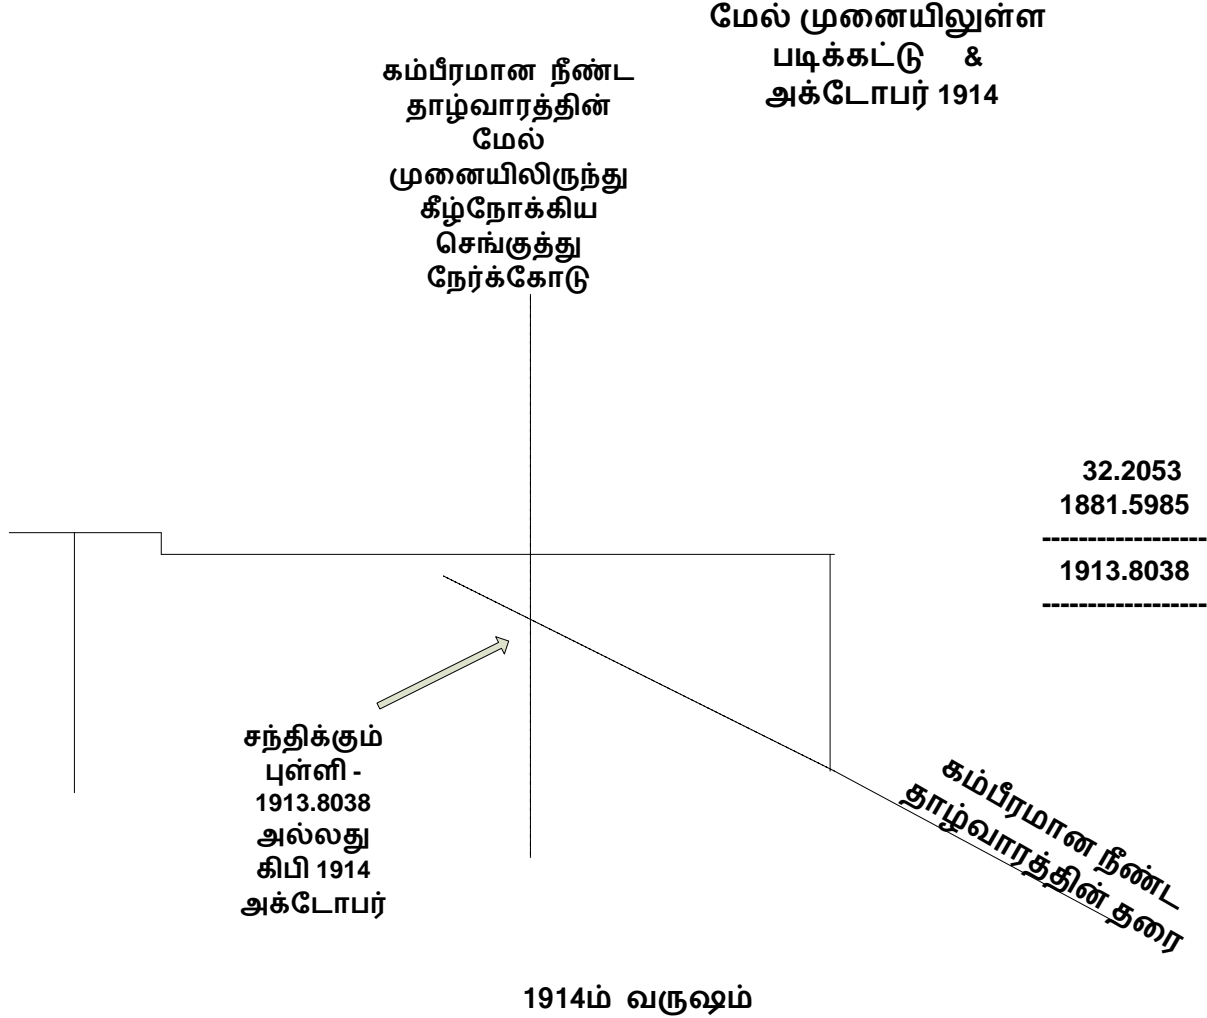 மேல் முனையிலுள்ள
படிக்கட்டு &
அக்டோபர் 1914
கம்பீரமான நீண்ட
தாழ்வாரத்தின்
மேல்
முனையிலிருந்து
கீழ்நோக்கிய
செங்குத்து
நேர்க்கோடு
32.2053
1881.5985
------------------
1913.8038
------------------
சந்திக்கும்
புள்ளி -
1913.8038
அல்லது
கிபி 1914
அக்டோபர்
கம்பீரமான நீண்ட
தாழ்வாரத்தின் தரை
1914ம் வருஷம்